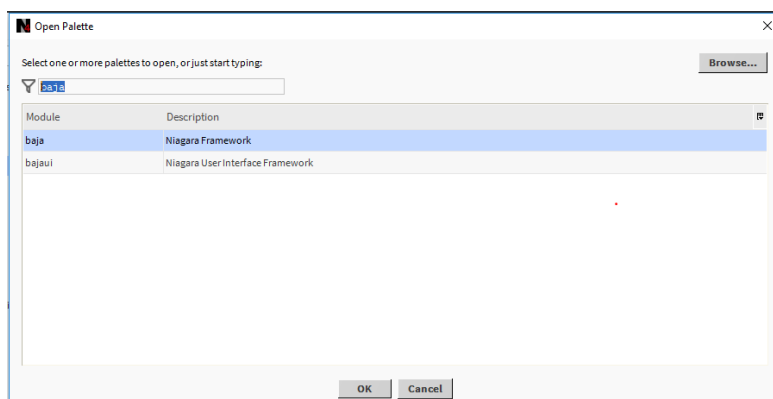 Open Palette
Select one or more palettes to open, or just start typing:
Browse...
baja
Module Description
baja Niagara Framework
bajaui Niagara User Interface Framework
OK Cancel